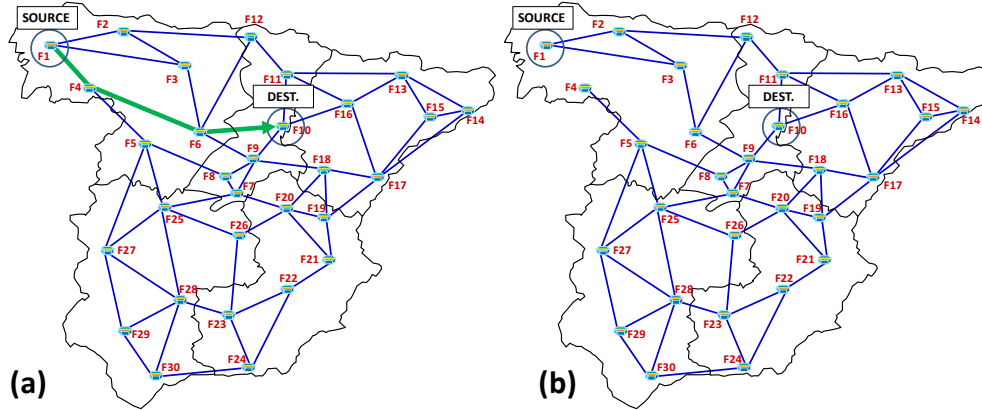 SOURCE
F1
F2
F12
F3
F4
F11
F13
DEST.
F16
F15
F14
F10
F6
F5
F9
F8
F18
F7
F17
F20
F19
F25
F26
F27
F21
F22
F28
F23
F29
F24
F30
(a)
SOURCE
F1
F2
F12
F3
F4
F11
F13
DEST.
F16
F15
F14
F10
F6
F5
F9
F8
F18
F7
F17
F20
F19
F25
F26
F27
F21
F22
F28
F23
F29
F24
F30
(b)